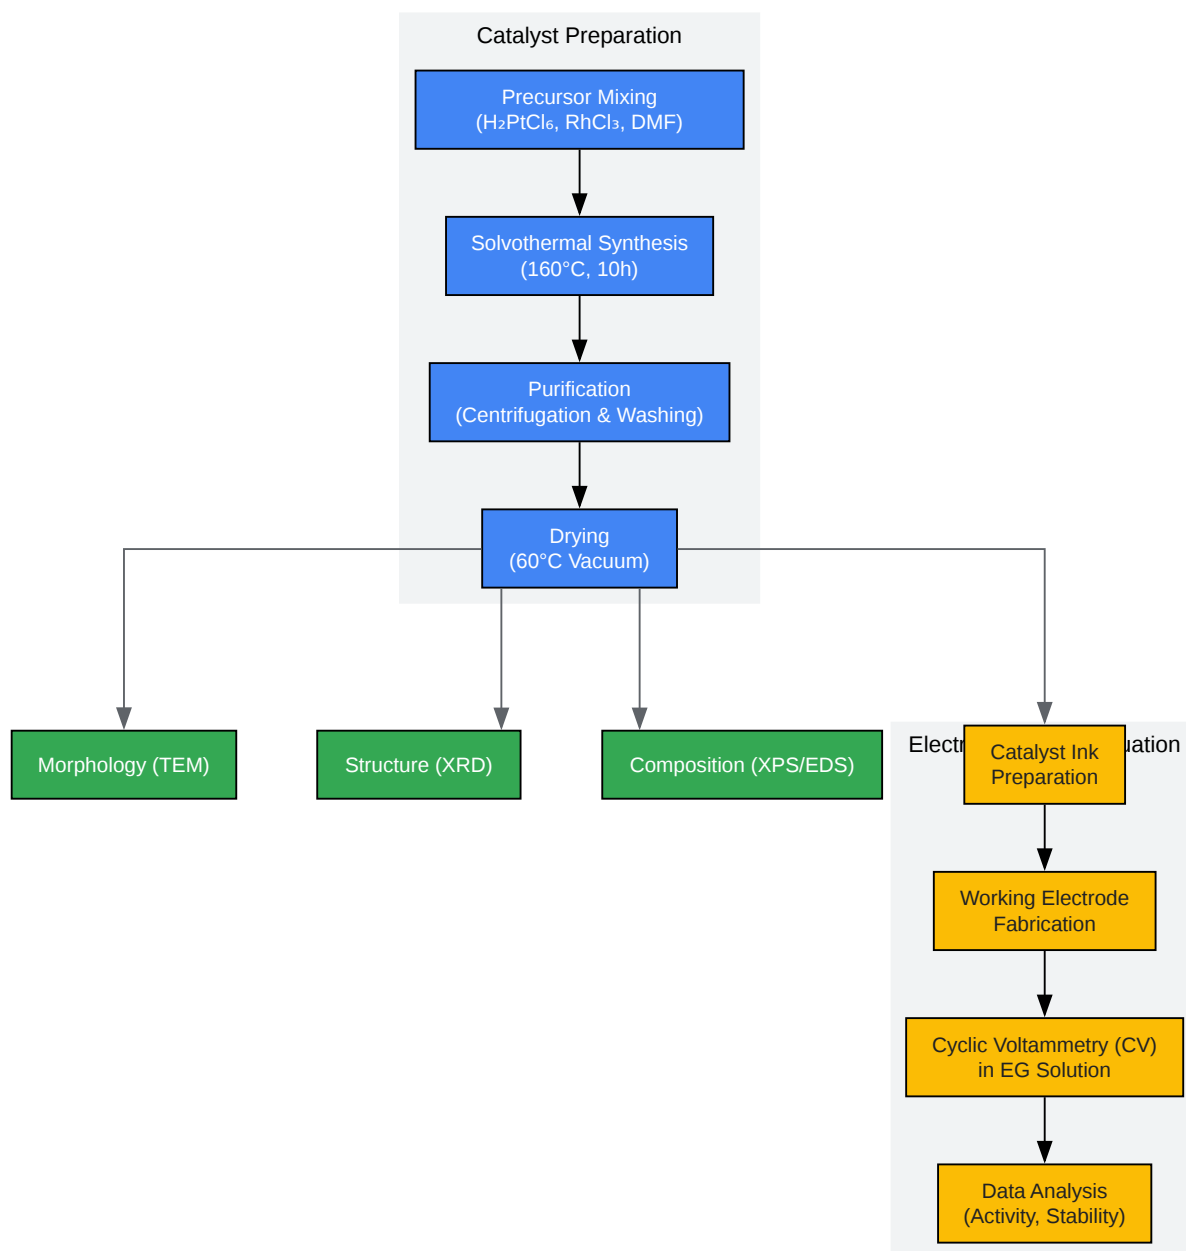 Catalyst Preparation
Precursor Mixing
(H₂PtCl₆, RhCl₃, DMF)
Solvothermal Synthesis
(160°C, 10h)
Purification
(Centrifugation & Washing)
Drying
(60°C Vacuum)
Morphology (TEM)
Structure (XRD)
Composition (XPS/EDS)
Catalyst Ink
Preparation
Working Electrode
Fabrication
Cyclic Voltammetry (CV)
in EG Solution
Data Analysis
(Activity, Stability)